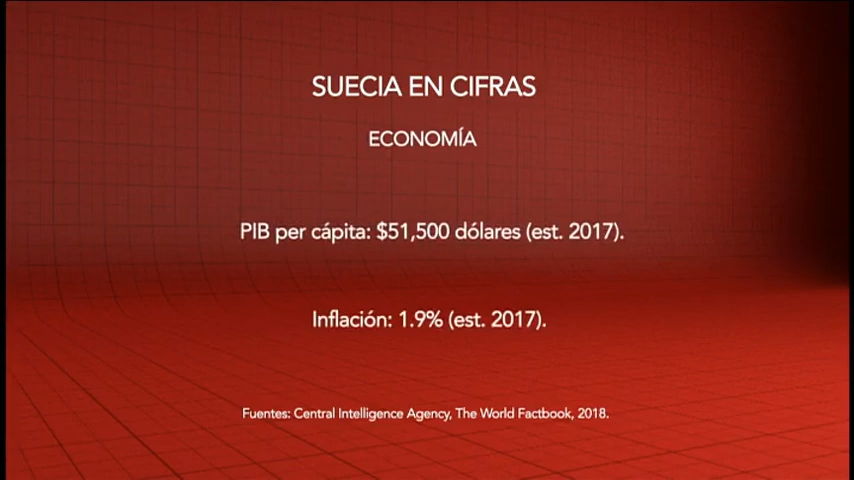 SUECIA EN CIFRAS
ECONOMÍA
PIB per cápita: $51,500 dólares (est. 2017).
Inflación: 1.9% (est. 2017).
Fuentes: Central Intelligence Agency, The World Factbook, 2018.